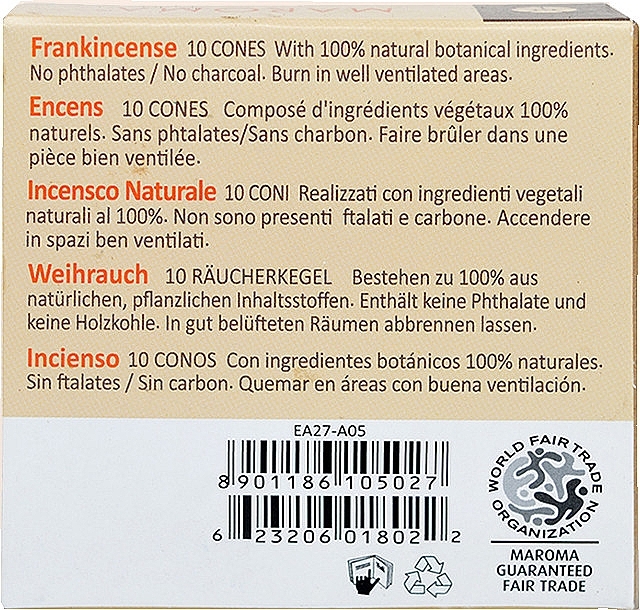 Frankincense 10 CONES With 100% natural botanical ingredients.
No phthalates / No charcoal. Burn in well ventilated areas.
Encens 10 CONES Composé d'ingrédients végétaux 100%
naturels. Sans phtalates/Sans charbon. Faire brûler dans une
pièce bien ventilée.
Incensco Naturale 10 CONI Realizzati con ingredienti vegetali
naturali al 100%. Non sono presenti ftalati e carbone. Accendere
in spazi ben ventilati.
Weihrauch 10 RÄUCHERKEGEL Bestehen zu 100% aus
natürlichen, pflanzlichen Inhaltsstoffen. Enthält keine Phthalate und
keine Holzkohle. In gut belüfteten Räumen abbrennen lassen.
Incienso 10 CONOS Con ingredientes botánicos 100% naturales.
Sin ftalates / Sin carbon. Quemar en áreas con buena ventilación.
EA27-A05
8 901186 105027
6 23206 01802 2
WORLD FAIR TRADE
ORGANIZATION
MAROMA
GUARANTEED
FAIR TRADE